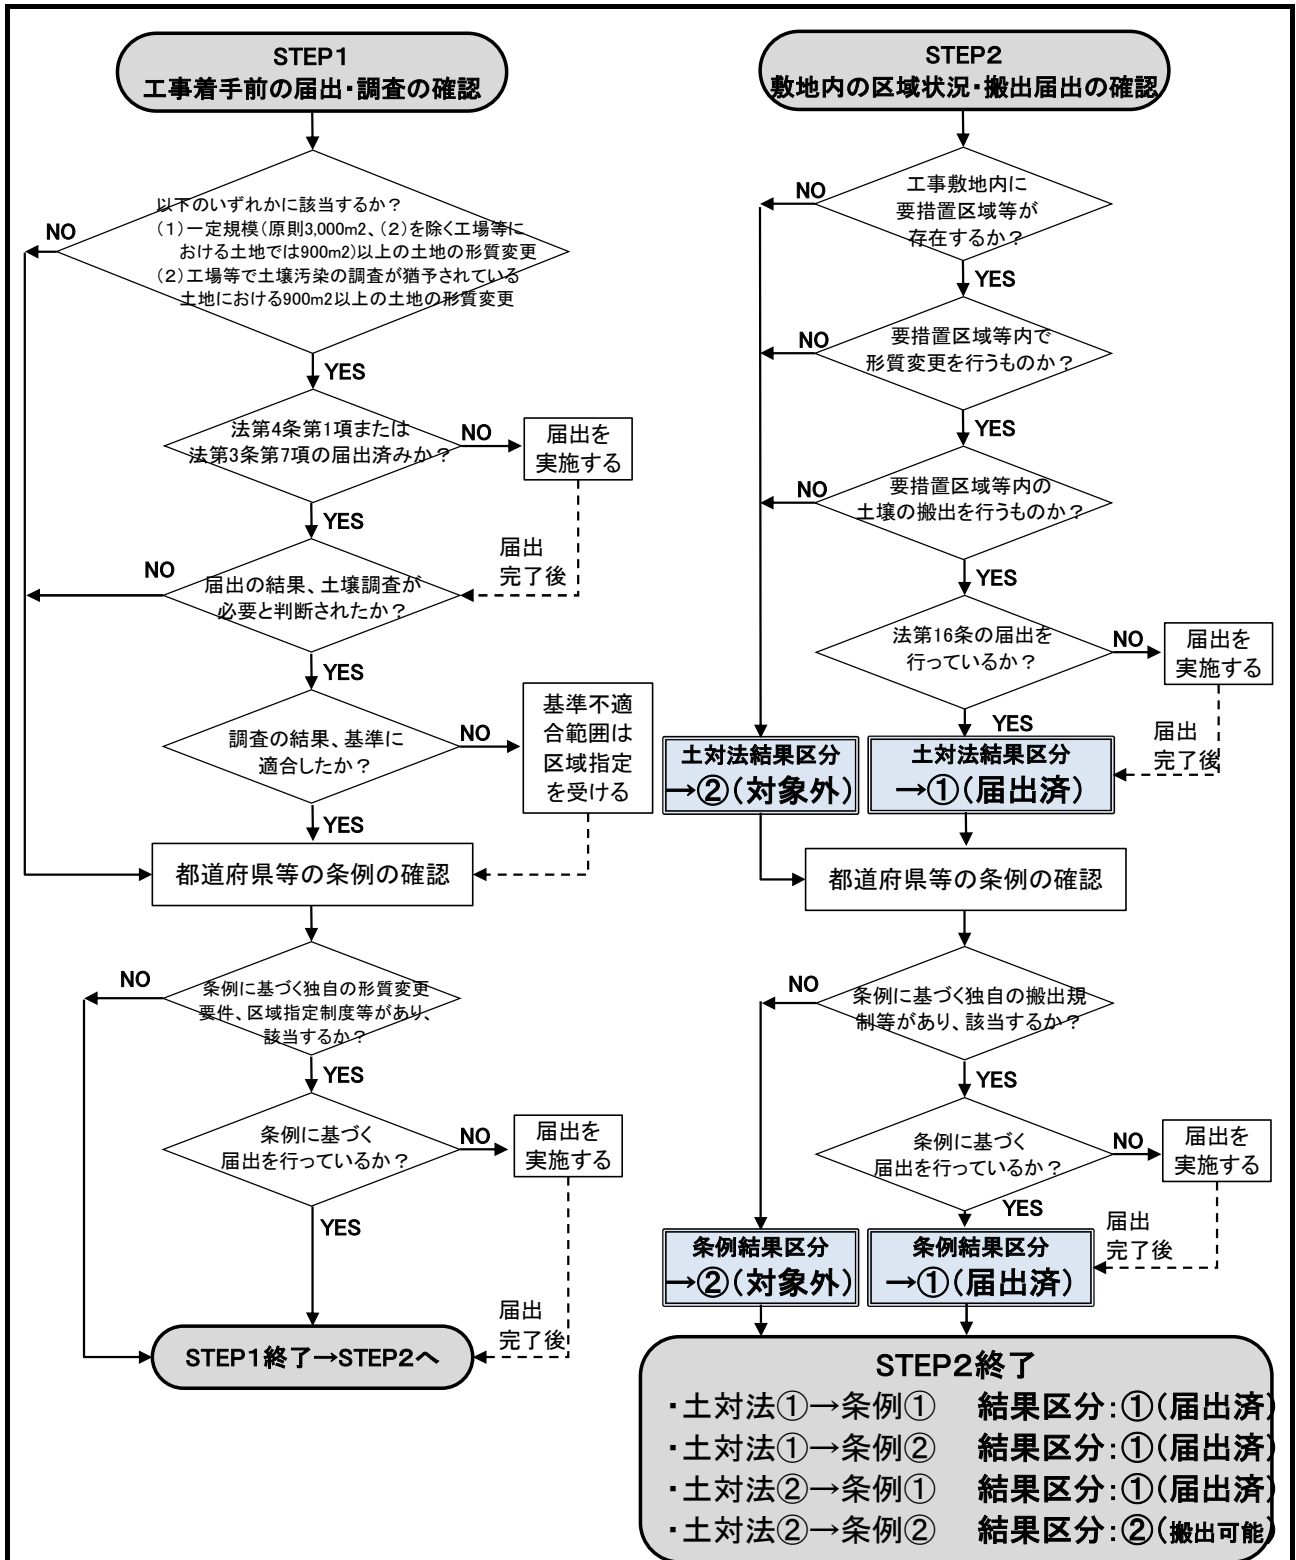 STEP1
工事着手前の届出・調査の確認
以下のいずれかに該当するか？
(1)一定規模(原則3,000m2、(2)を除く工場等に
おける土地では900m2)以上の土地の形質変更
(2)工場等で土壌汚染の調査が猶予されている
土地における900m2以上の土地の形質変更
NO
YES
法第4条第1項または
法第3条第7項の届出済みか？
NO
届出を
実施する
YES
届出
完了後
NO
届出の結果、土壌調査が
必要と判断されたか？
YES
調査の結果、基準に
適合したか？
NO
基準不適
合範囲は
区域指定
を受ける
YES
都道府県等の条例の確認
NO
条例に基づく独自の形質変更
要件、区域指定制度等があり、
該当するか？
YES
条例に基づく
届出を行っているか？
NO
届出を
実施する
YES
届出
完了後
STEP1終了→STEP2へ
STEP2
敷地内の区域状況・搬出届出の確認
NO
工事敷地内に
要措置区域等が
存在するか？
YES
NO
要措置区域等内で
形質変更を行うものか？
YES
NO
要措置区域等内の
土壌の搬出を行うものか？
YES
法第16条の届出を
行っているか？
NO
届出を
実施する
YES
届出
完了後
土対法結果区分
→②(対象外)
土対法結果区分
→①(届出済)
都道府県等の条例の確認
NO
条例に基づく独自の搬出規
制等があり、該当するか？
YES
条例に基づく
届出を行っているか？
NO
届出を
実施する
YES
届出
完了後
条例結果区分
→②(対象外)
条例結果区分
→①(届出済)
STEP2終了
・土対法①→条例① 結果区分:①(届出済)
・土対法①→条例② 結果区分:①(届出済)
・土対法②→条例① 結果区分:①(届出済)
・土対法②→条例② 結果区分:②(搬出可能)